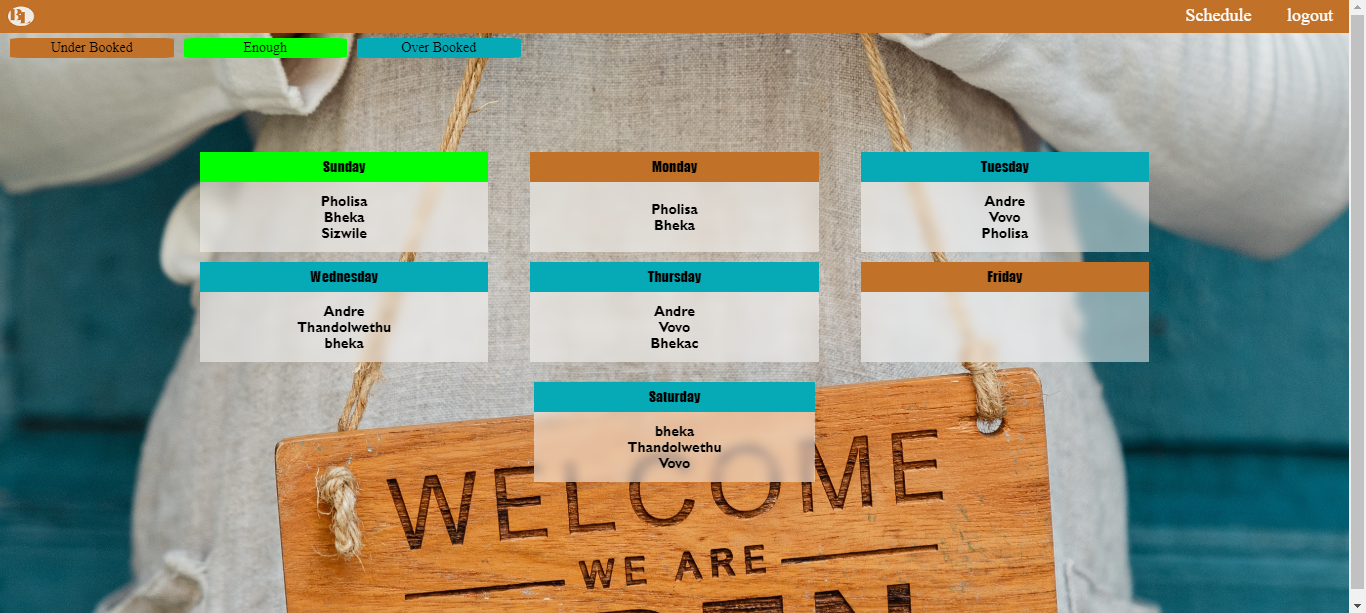 Schedule logout
Under Booked Enough Over Booked
Sunday
Pholisa
Bheka
Sizwile
Monday
Pholisa
Bheka
Tuesday
Andre
Vovo
Pholisa
Wednesday
Andre
Thandolwethu
bheka
Thursday
Andre
Vovo
Bhekac
Friday
Saturday
bheka
Thandolwethu
Vovo
WELCOME
WE ARE